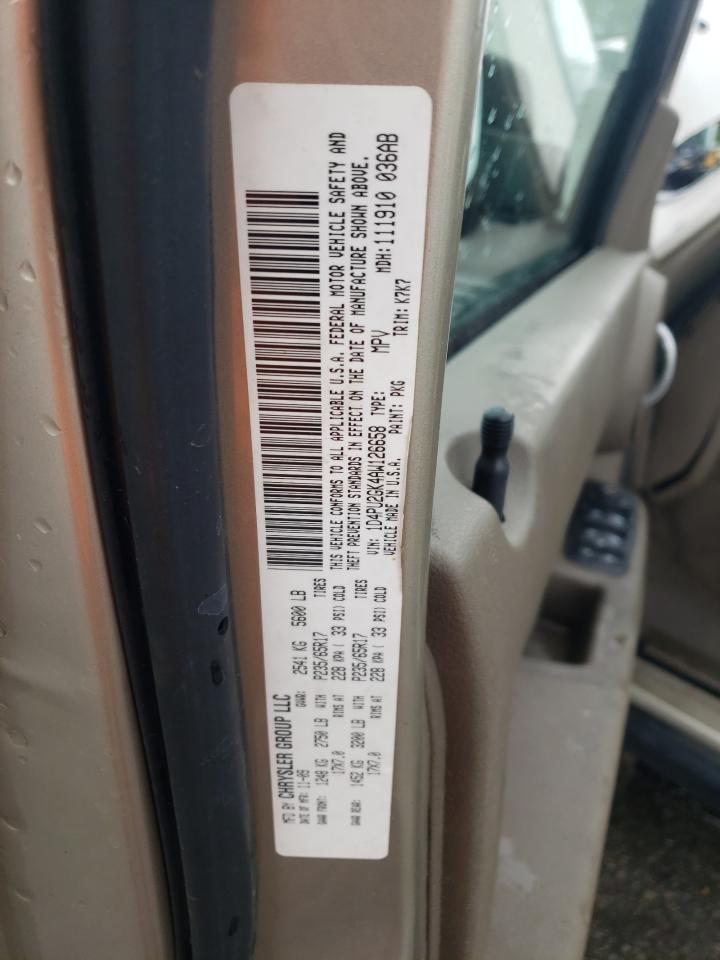 MFD BY CHRYSLER GROUP LLC
DATE OF MFR: 11-09 GVWR: 2541 KG 5600 LB
GAWR FRONT: 1248 KG 2750 LB WITH P235/65R17 TIRES
17X7.0 RIMS AT 228 KPA ( 33 PSI) COLD
GAWR REAR: 1452 KG 3200 LB WITH P235/65R17 TIRES
17X7.0 RIMS AT 228 KPA ( 33 PSI) COLD
THIS VEHICLE CONFORMS TO ALL APPLICABLE U.S.A. FEDERAL MOTOR VEHICLE SAFETY AND
THEFT PREVENTION STANDARDS IN EFFECT ON THE DATE OF MANUFACTURE SHOWN ABOVE.
VIN: 1D4PU2GK4AW126658 TYPE: MPV MDH:111910 036AB
VEHICLE MADE IN U.S.A. PAINT: PKG TRIM: K7K7